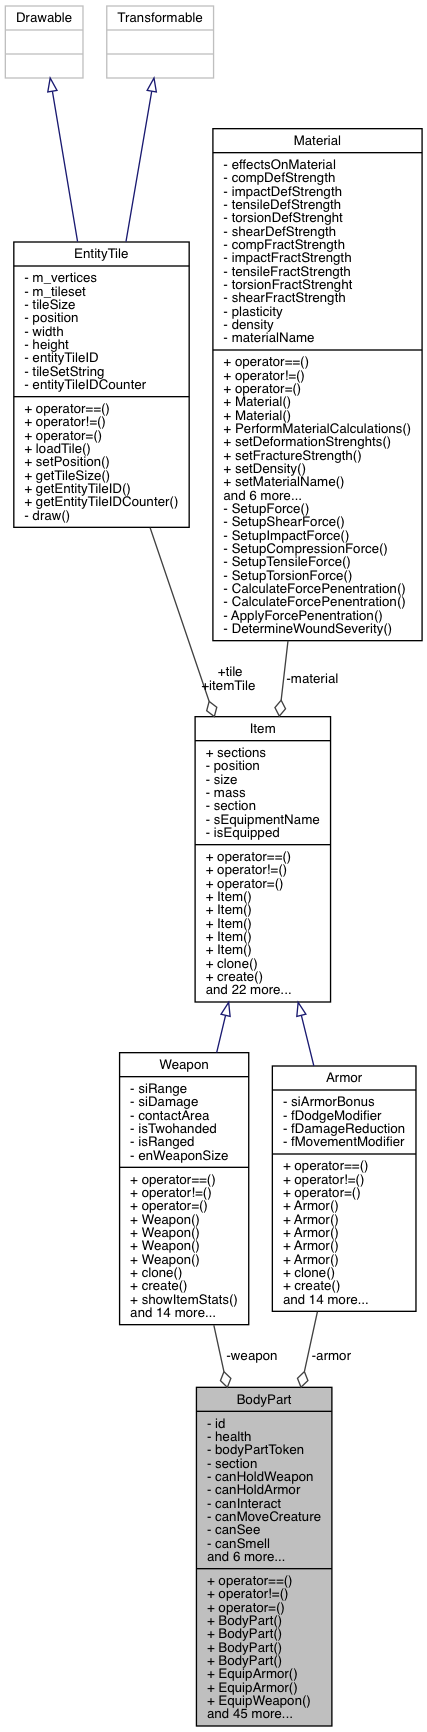 Drawable
Transformable
Material
- effectsOnMaterial
- compDefStrength
- impactDefStrength
- tensileDefStrength
- torsionDefStrenght
- shearDefStrength
- compFractStrength
- impactFractStrength
- tensileFractStrength
- torsionFractStrenght
- shearFractStrength
- plasticity
- density
- materialName
+ operator==()
+ operator!=()
+ operator=()
+ Material()
+ Material()
+ PerformMaterialCalculations()
+ setDeformationStrenghts()
+ setFractureStrength()
+ setDensity()
+ setMaterialName()
and 6 more...
- SetupForce()
- SetupShearForce()
- SetupImpactForce()
- SetupCompressionForce()
- SetupTensileForce()
- SetupTorsionForce()
- CalculateForcePenentration()
- CalculateForcePenentration()
- ApplyForcePenentration()
- DetermineWoundSeverity()
EntityTile
- m_vertices
- m_tileset
- tileSize
- position
- width
- height
- entityTileID
- tileSetString
- entityTileIDCounter
+ operator==()
+ operator!=()
+ operator=()
+ loadTile()
+ setPosition()
+ getTileSize()
+ getEntityTileID()
+ getEntityTileIDCounter()
- draw()
+tile
+itemTile
-material
Item
+ sections
- position
- size
- mass
- section
- sEquipmentName
- isEquipped
+ operator==()
+ operator!=()
+ operator=()
+ Item()
+ Item()
+ Item()
+ Item()
+ Item()
+ clone()
+ create()
and 22 more...
Weapon
- siRange
- siDamage
- contactArea
- isTwohanded
- isRanged
- enWeaponSize
+ operator==()
+ operator!=()
+ operator=()
+ Weapon()
+ Weapon()
+ Weapon()
+ Weapon()
+ clone()
+ create()
+ showItemStats()
and 14 more...
Armor
- siArmorBonus
- fDodgeModifier
- fDamageReduction
- fMovementModifier
+ operator==()
+ operator!=()
+ operator=()
+ Armor()
+ Armor()
+ Armor()
+ Armor()
+ Armor()
+ clone()
+ create()
and 14 more...
-weapon
-armor
BodyPart
- id
- health
- bodyPartToken
- section
- canHoldWeapon
- canHoldArmor
- canInteract
- canMoveCreature
- canSee
- canSmell
and 6 more...
+ operator==()
+ operator!=()
+ operator=()
+ BodyPart()
+ BodyPart()
+ BodyPart()
+ BodyPart()
+ EquipArmor()
+ EquipArmor()
+ EquipWeapon()
and 45 more...